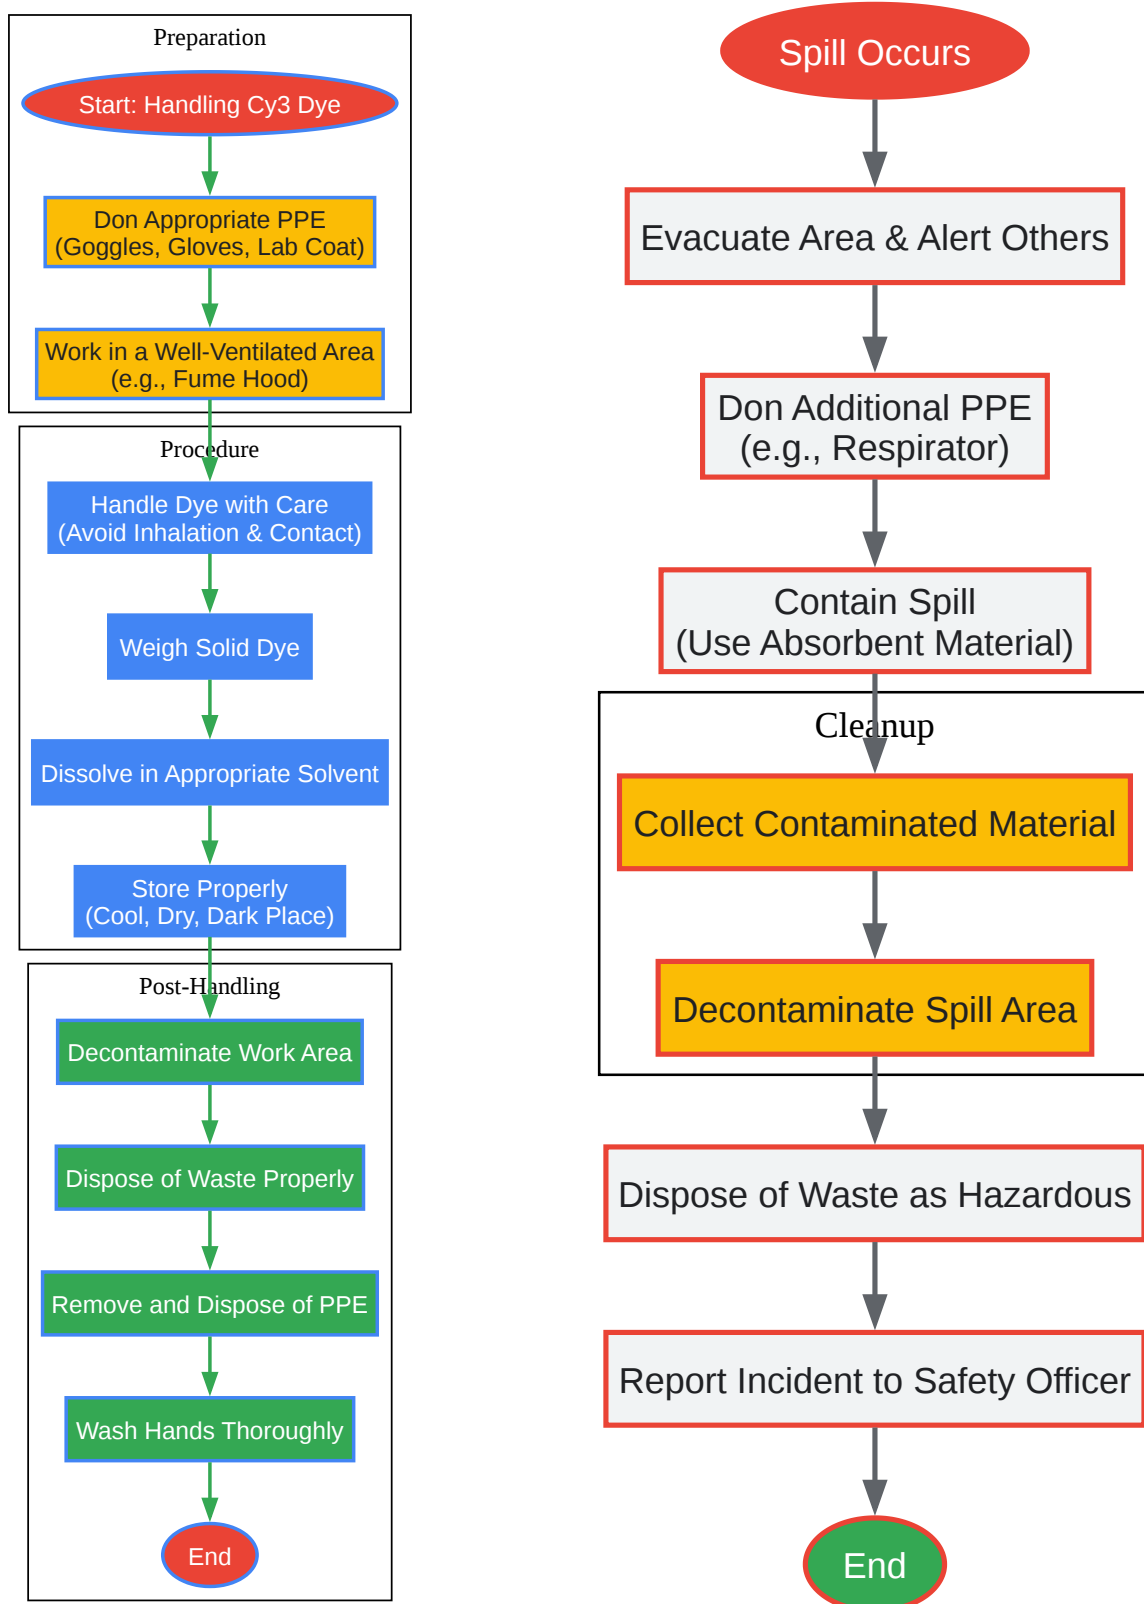 Preparation
Start: Handling Cy3 Dye
Don Appropriate PPE
(Goggles, Gloves, Lab Coat)
Work in a Well-Ventilated Area
(e.g., Fume Hood)
Procedure
Handle Dye with Care
(Avoid Inhalation & Contact)
Weigh Solid Dye
Dissolve in Appropriate Solvent
Store Properly
(Cool, Dry, Dark Place)
Post-Handling
Decontaminate Work Area
Dispose of Waste Properly
Remove and Dispose of PPE
Wash Hands Thoroughly
End
Spill Occurs
Evacuate Area & Alert Others
Don Additional PPE
(e.g., Respirator)
Contain Spill
(Use Absorbent Material)
Cleanup
Collect Contaminated Material
Decontaminate Spill Area
Dispose of Waste as Hazardous
Report Incident to Safety Officer
End